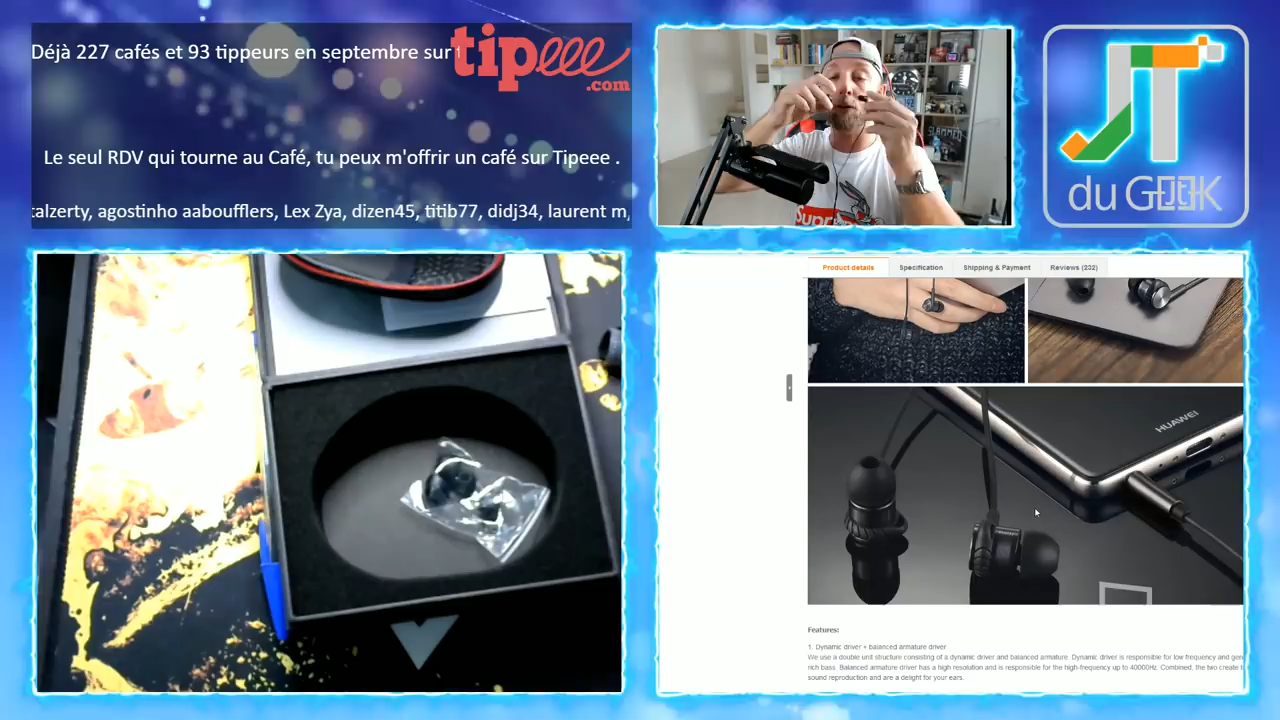 Déjà 227 cafés et 93 tippeurs en septembre sur
tipeee
.com
Le seul RDV qui tourne au Café, tu peux m'offrir un café sur Tipeee .
calzerty, agostinho aaboufflers, Lex Zya, dizen45, titib77, didj34, laurent m,
SLAMMED
Supreme
JT
du GEEK
Product details
Specification
Shipping & Payment
Reviews (232)
HUAWEI
Features:
1. Dynamic driver + balanced armature driver
We use a double unit structure consisting of a dynamic driver and balanced armature. Dynamic driver is responsible for low frequency and
rich bass. Balanced armature driver has a high resolution and is responsible for the high-frequency up to 40000Hz. Combined, the two create
sound reproduction and are a delight for your ears.